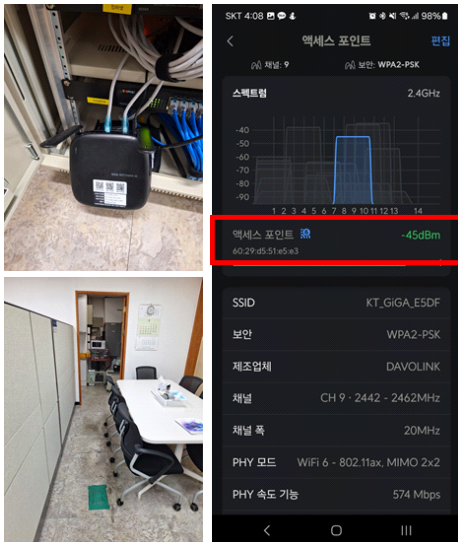 SKT 4:08
98%
액세스 포인트
편집
채널: 9
보안: WPA2-PSK
스펙트럼
2.4GHz
-40
-50
-60
-70
-80
-90
1 2 3 4 5 6 7 8 9 10 11 12 13 14
액세스 포인트
-45dBm
60:29:d5:51:e5:e3
SSID
KT_GiGA_E5DF
보안
WPA2-PSK
제조업체
DAVOLINK
채널
CH 9 · 2442 - 2462MHz
채널 폭
20MHz
PHY 모드
WiFi 6 - 802.11ax, MIMO 2x2
PHY 속도 기능
574 Mbps